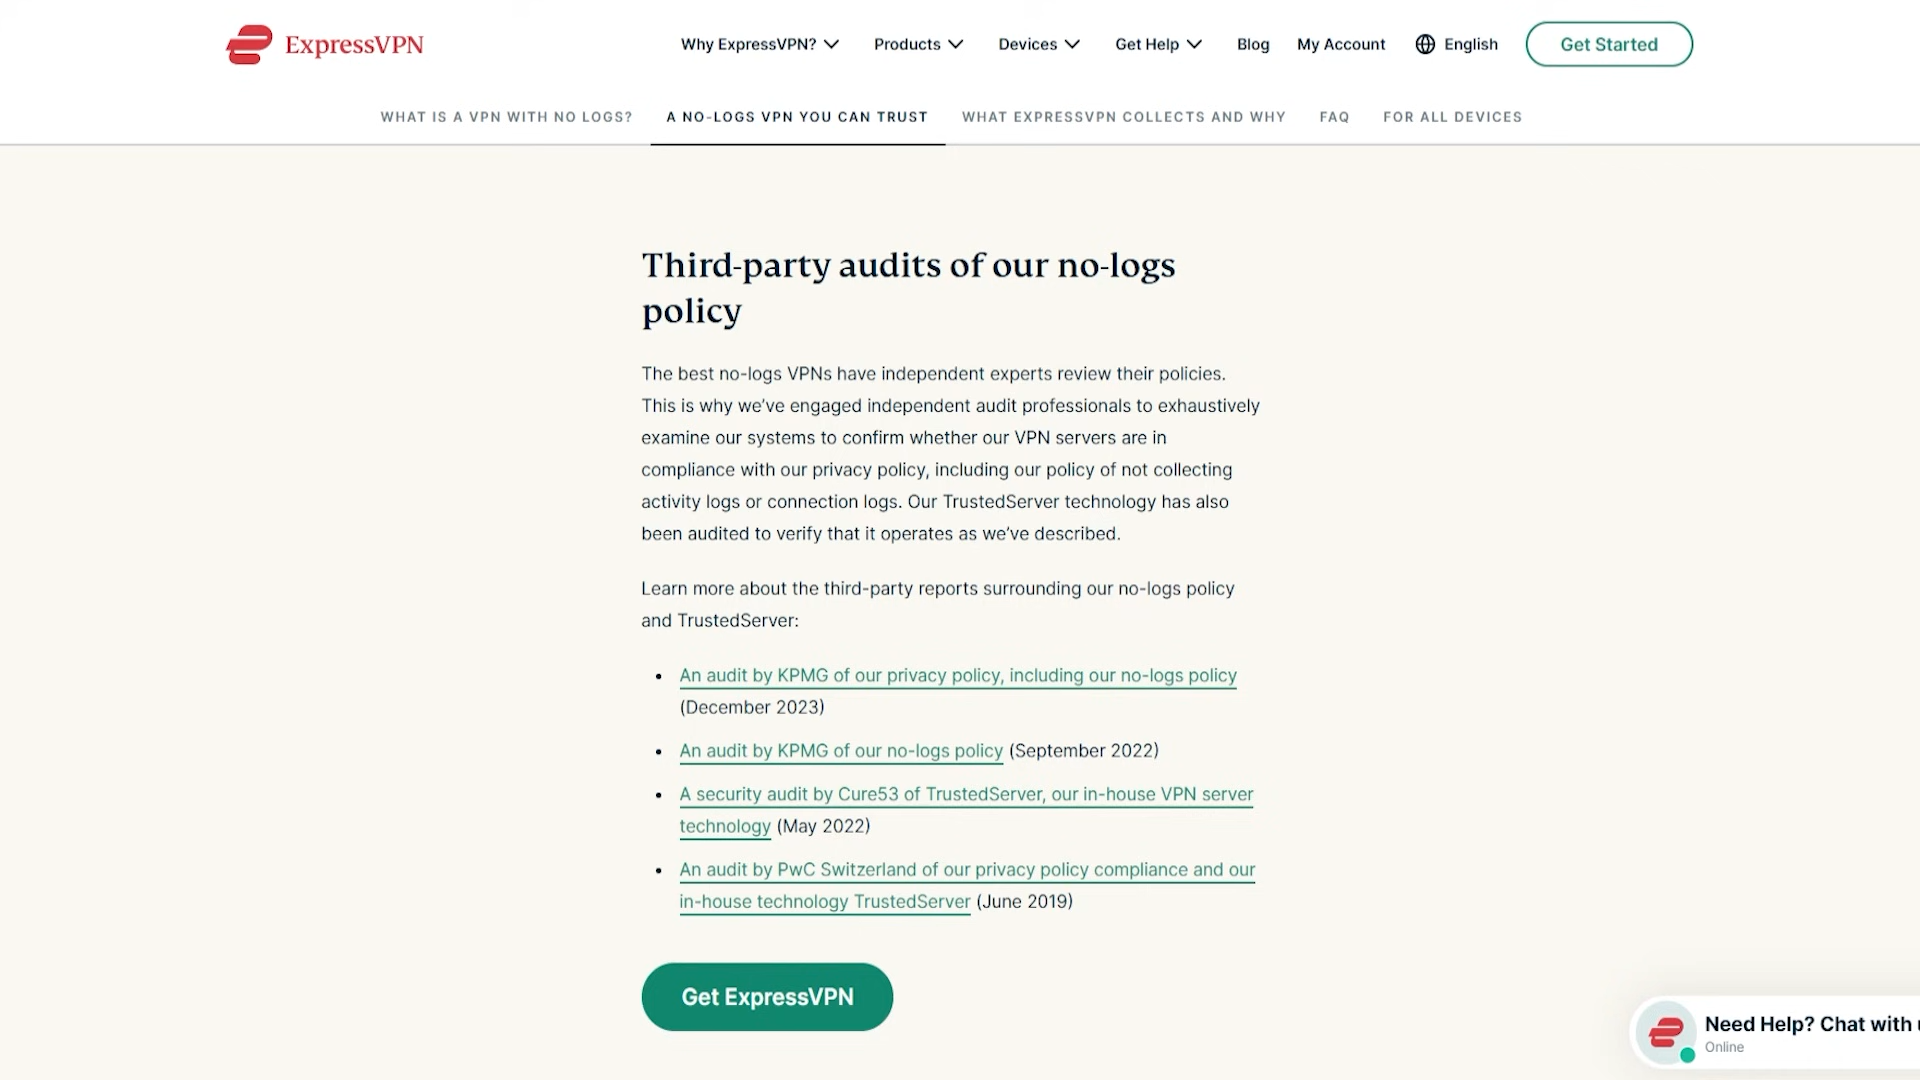 ExpressVPN
Why ExpressVPN?
Products
Devices
Get Help
Blog
My Account
English
Get Started
WHAT IS A VPN WITH NO LOGS?
A NO-LOGS VPN YOU CAN TRUST
WHAT EXPRESSVPN COLLECTS AND WHY
FAQ
FOR ALL DEVICES
Third-party audits of our no-logs
policy
The best no-logs VPNs have independent experts review their policies.
This is why we’ve engaged independent audit professionals to exhaustively
examine our systems to confirm whether our VPN servers are in
compliance with our privacy policy, including our policy of not collecting
activity logs or connection logs. Our TrustedServer technology has also
been audited to verify that it operates as we’ve described.
Learn more about the third-party reports surrounding our no-logs policy
and TrustedServer:
• An audit by KPMG of our privacy policy, including our no-logs policy
(December 2023)
• An audit by KPMG of our no-logs policy (September 2022)
• A security audit by Cure53 of TrustedServer, our in-house VPN server
technology (May 2022)
• An audit by PwC Switzerland of our privacy policy compliance and our
in-house technology TrustedServer (June 2019)
Get ExpressVPN
Need Help? Chat with
Online